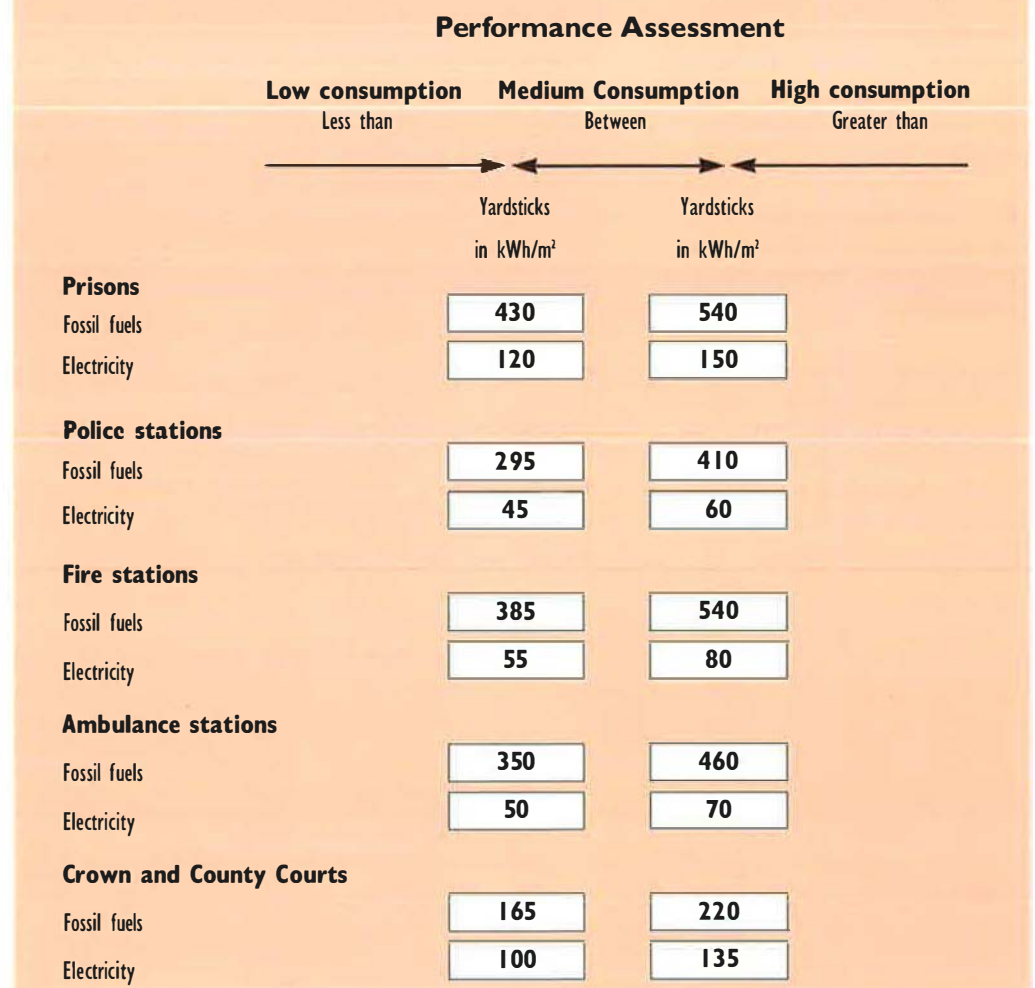 Performance Assessment
Low consumption Medium Consumption High consumption
Less than Between Greater than
Yardsticks Yardsticks
in kWh/m² in kWh/m²
Prisons
Fossil fuels 430 540
Electricity 120 150
Police stations
Fossil fuels 295 410
Electricity 45 60
Fire stations
Fossil fuels 385 540
Electricity 55 80
Ambulance stations
Fossil fuels 350 460
Electricity 50 70
Crown and County Courts
Fossil fuels 165 220
Electricity 100 135